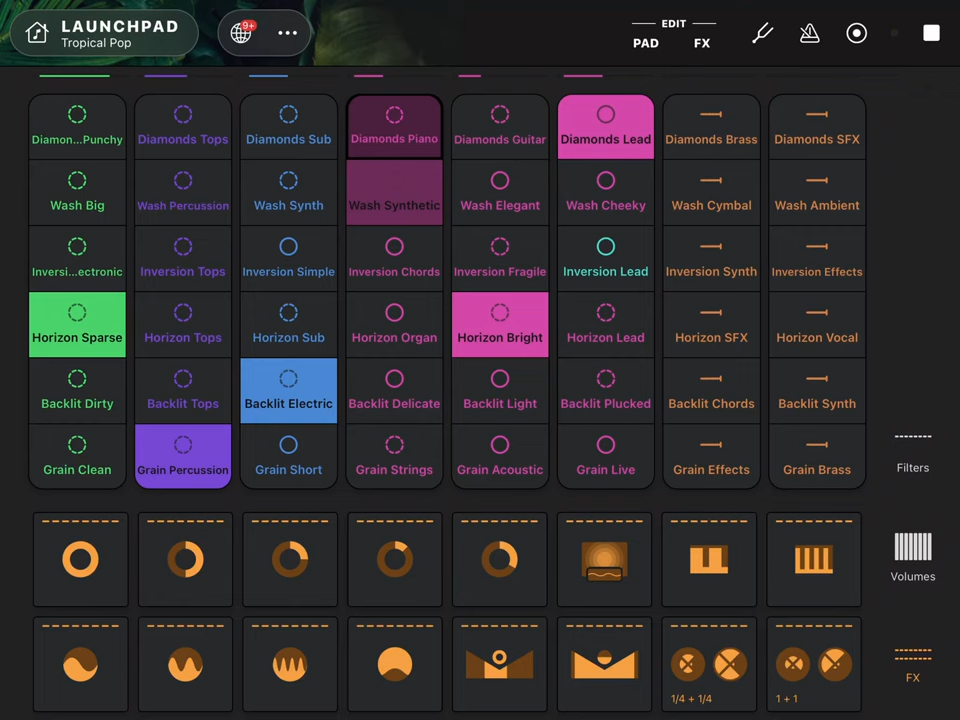 LAUNCHPAD
Tropical Pop
9+
EDIT
PAD FX
Diamon...Punchy Diamonds Tops Diamonds Sub Diamonds Piano Diamonds Guitar Diamonds Lead Diamonds Brass Diamonds SFX
Wash Big Wash Percussion Wash Synth Wash Synthetic Wash Elegant Wash Cheeky Wash Cymbal Wash Ambient
Inversi...ectronic Inversion Tops Inversion Simple Inversion Chords Inversion Fragile Inversion Lead Inversion Synth Inversion Effects
Horizon Sparse Horizon Tops Horizon Sub Horizon Organ Horizon Bright Horizon Lead Horizon SFX Horizon Vocal
Backlit Dirty Backlit Tops Backlit Electric Backlit Delicate Backlit Light Backlit Plucked Backlit Chords Backlit Synth
Grain Clean Grain Percussion Grain Short Grain Strings Grain Acoustic Grain Live Grain Effects Grain Brass
Filters
Volumes
FX
1/4 + 1/4 1 + 1